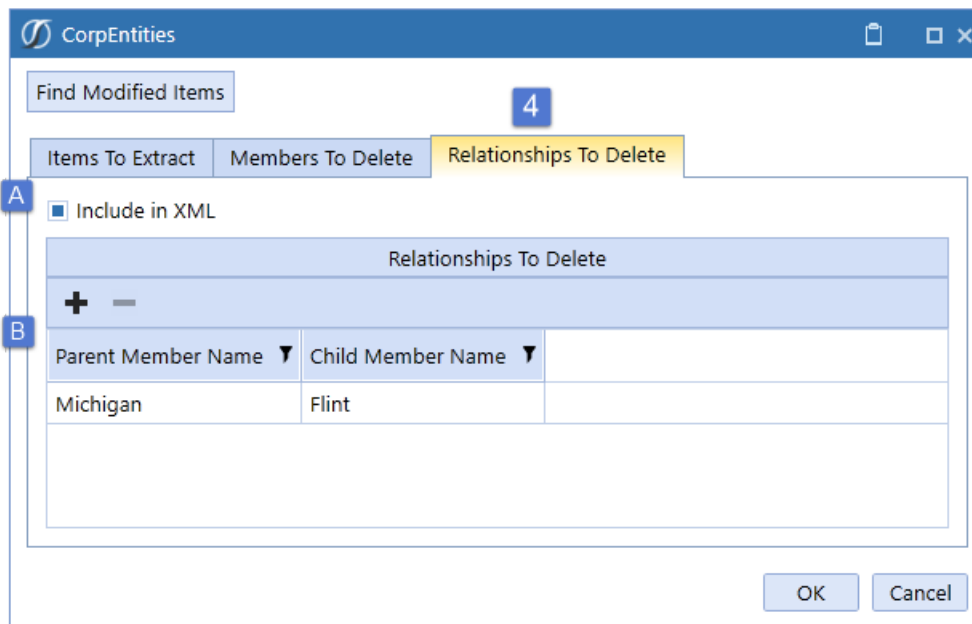 CorpEntities
Find Modified Items
4
Items To Extract Members To Delete Relationships To Delete
A
Include in XML
Relationships To Delete
B
Parent Member Name Child Member Name
Michigan Flint
OK Cancel